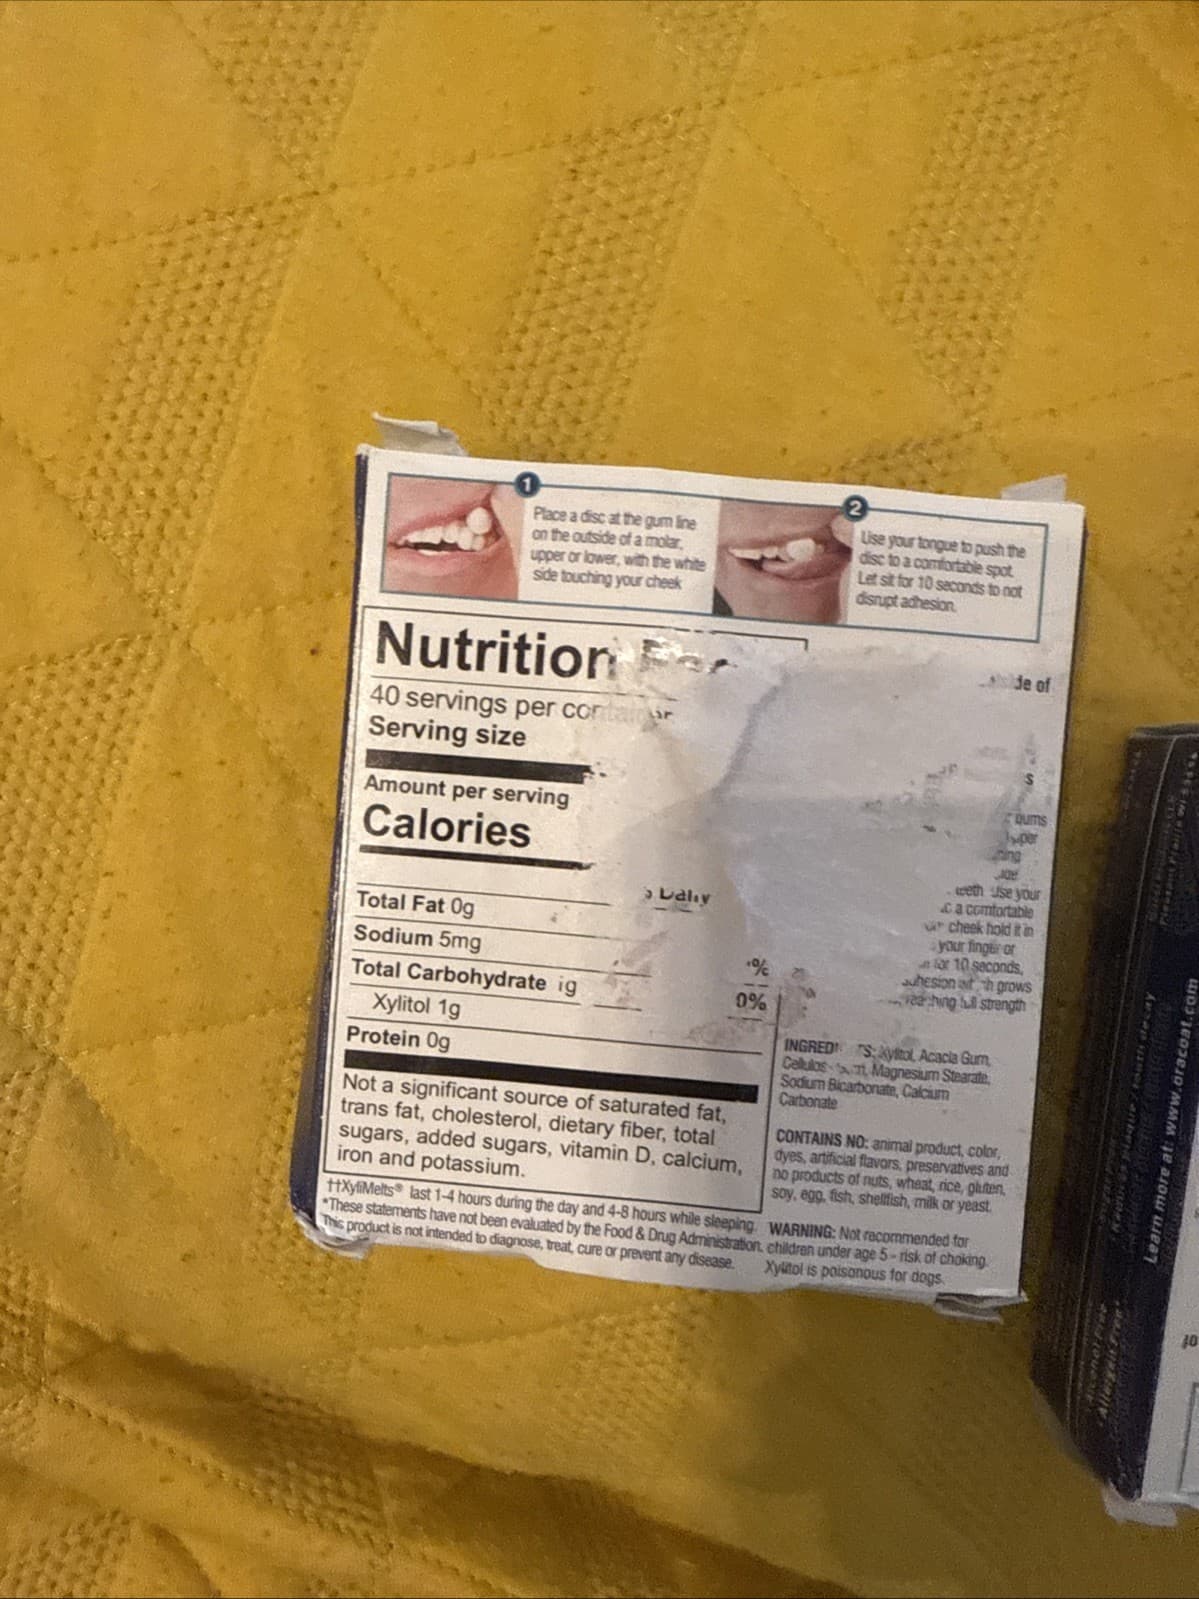 1
Place a disc at the gum line
on the outside of a molar,
upper or lower, with the white
side touching your cheek
2
Use your tongue to push the
disc to a comfortable spot.
Let sit for 10 seconds to not
disrupt adhesion.
Nutrition
40 servings per container
Serving size
Amount per serving
Calories
Total Fat 0g
Sodium 5mg
Total Carbohydrate
0%
Xylitol 1g
Protein 0g
Not a significant source of saturated fat,
trans fat, cholesterol, dietary fiber, total
sugars, added sugars, vitamin D, calcium,
iron and potassium.
of
gums
Use your
a comfortable
cheek hold it in
your finger or
10 seconds,
grows
full strength
Xylitol, Acacia Gum,
Magnesium Stearate,
Sodium Bicarbonate, Calcium
Carbonate
CONTAINS NO: animal product, color,
dyes, artificial flavors, preservatives and
no products of nuts, wheat, rice, gluten,
soy, egg, fish, shellfish, milk or yeast.
††XyliMelts® last 1-4 hours during the day and 4-8 hours while sleeping.
*These statements have not been evaluated by the Food & Drug Administration.
This product is not intended to diagnose, treat, cure or prevent any disease.
WARNING: Not recommended for
children under age 5 - risk of choking.
Xylitol is poisonous for dogs.
Learn more at: www.oracoat.com